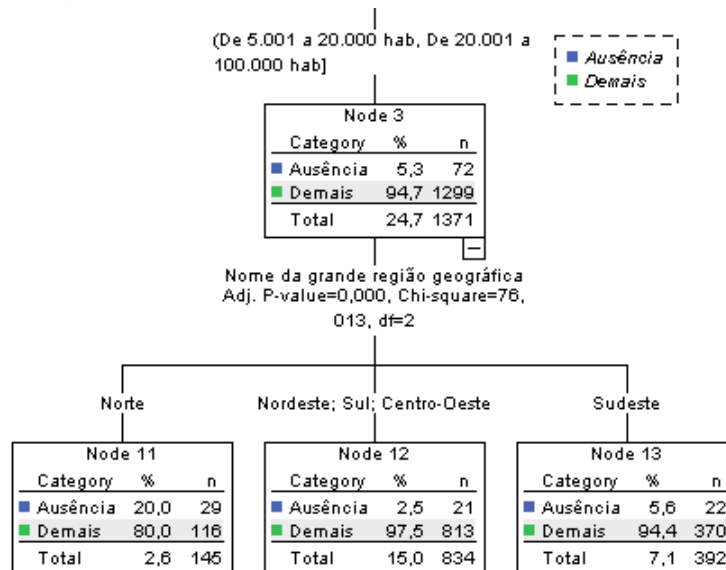 (De 5.001 a 20.000 hab, De 20.001 a
100.000 hab]
Ausência
Demais
Node 3
Category % n
Ausência 5,3 72
Demais 94,7 1299
Total 24,7 1371
Nome da grande região geográfica
Adj. P-value=0,000, Chi-square=76,
013, df=2
Norte
Nordeste; Sul; Centro-Oeste
Sudeste
Node 11
Category % n
Ausência 20,0 29
Demais 80,0 116
Total 2,6 145
Node 12
Category % n
Ausência 2,5 21
Demais 97,5 813
Total 15,0 834
Node 13
Category % n
Ausência 5,6 22
Demais 94,4 370
Total 7,1 392